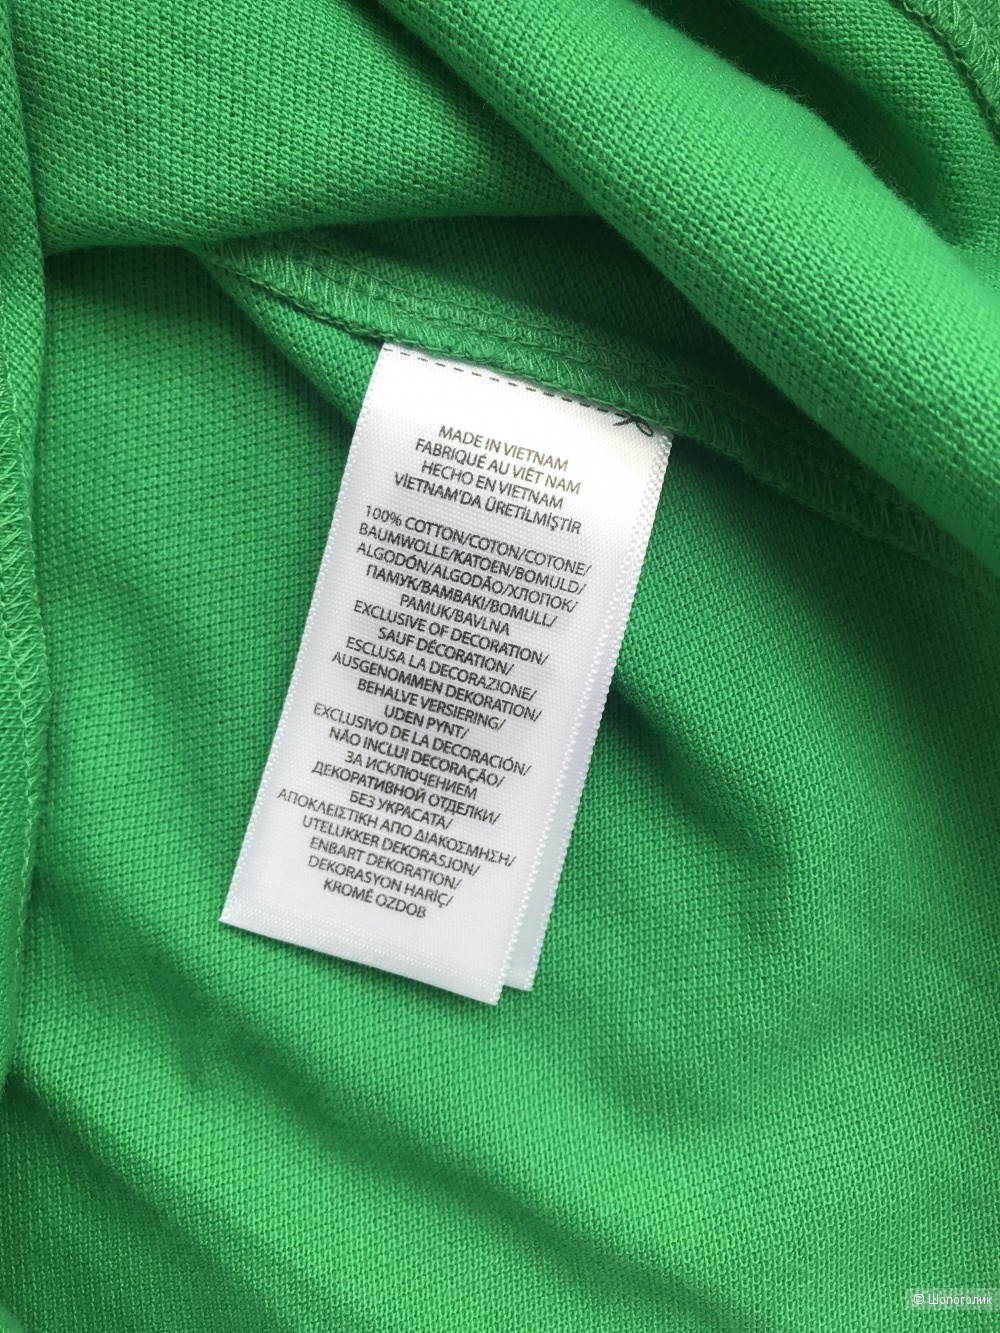 MADE IN VIETNAM
FABRIQUÉ AU VIÊT NAM
HECHO EN VIETNAM
VİETNAM'DA ÜRETİLMİŞTİR
100% COTTON/COTON/COTONE/
BAUMWOLLE/KATOEN/BOMULD/
ALGODÓN/ALGODÃO/ХЛОПОК/
ПАМУК/ΒΑΜΒΑΚΙ/BOMULL/
PAMUK/BAVLNA
EXCLUSIVE OF DECORATION/
SAUF DÉCORATION/
ESCLUSA LA DECORAZIONE/
AUSGENOMMEN DEKORATION/
BEHALVE VERSIERING/
UDEN PYNT/
EXCLUSIVO DE LA DECORACIÓN/
NÃO INCLUI DECORAÇÃO/
ЗА ИСКЛЮЧЕНИЕМ
ДЕКОРАТИВНОЙ ОТДЕЛКИ/
БЕЗ УКРАСАТА/
ΑΠΟΚΛΕΙΣΤΙΚΗ ΑΠΟ ΔΙΑΚΟΣΜΗΣΗ/
UTELUKKER DEKORASJON/
ENBART DEKORATION/
DEKORASYON HARİÇ/
KROMĚ OZDOB
© Шопоголик